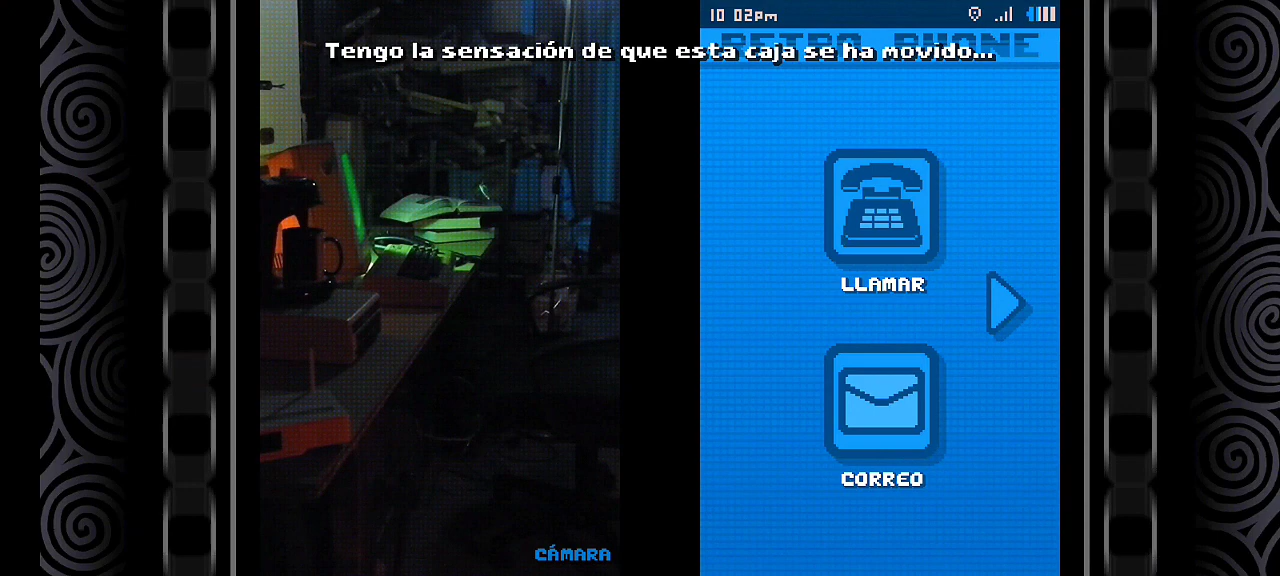 10 02pm
RETRO PHONE
Tengo la sensación de que esta caja se ha movido...
LLAMAR
CORREO
CÁMARA